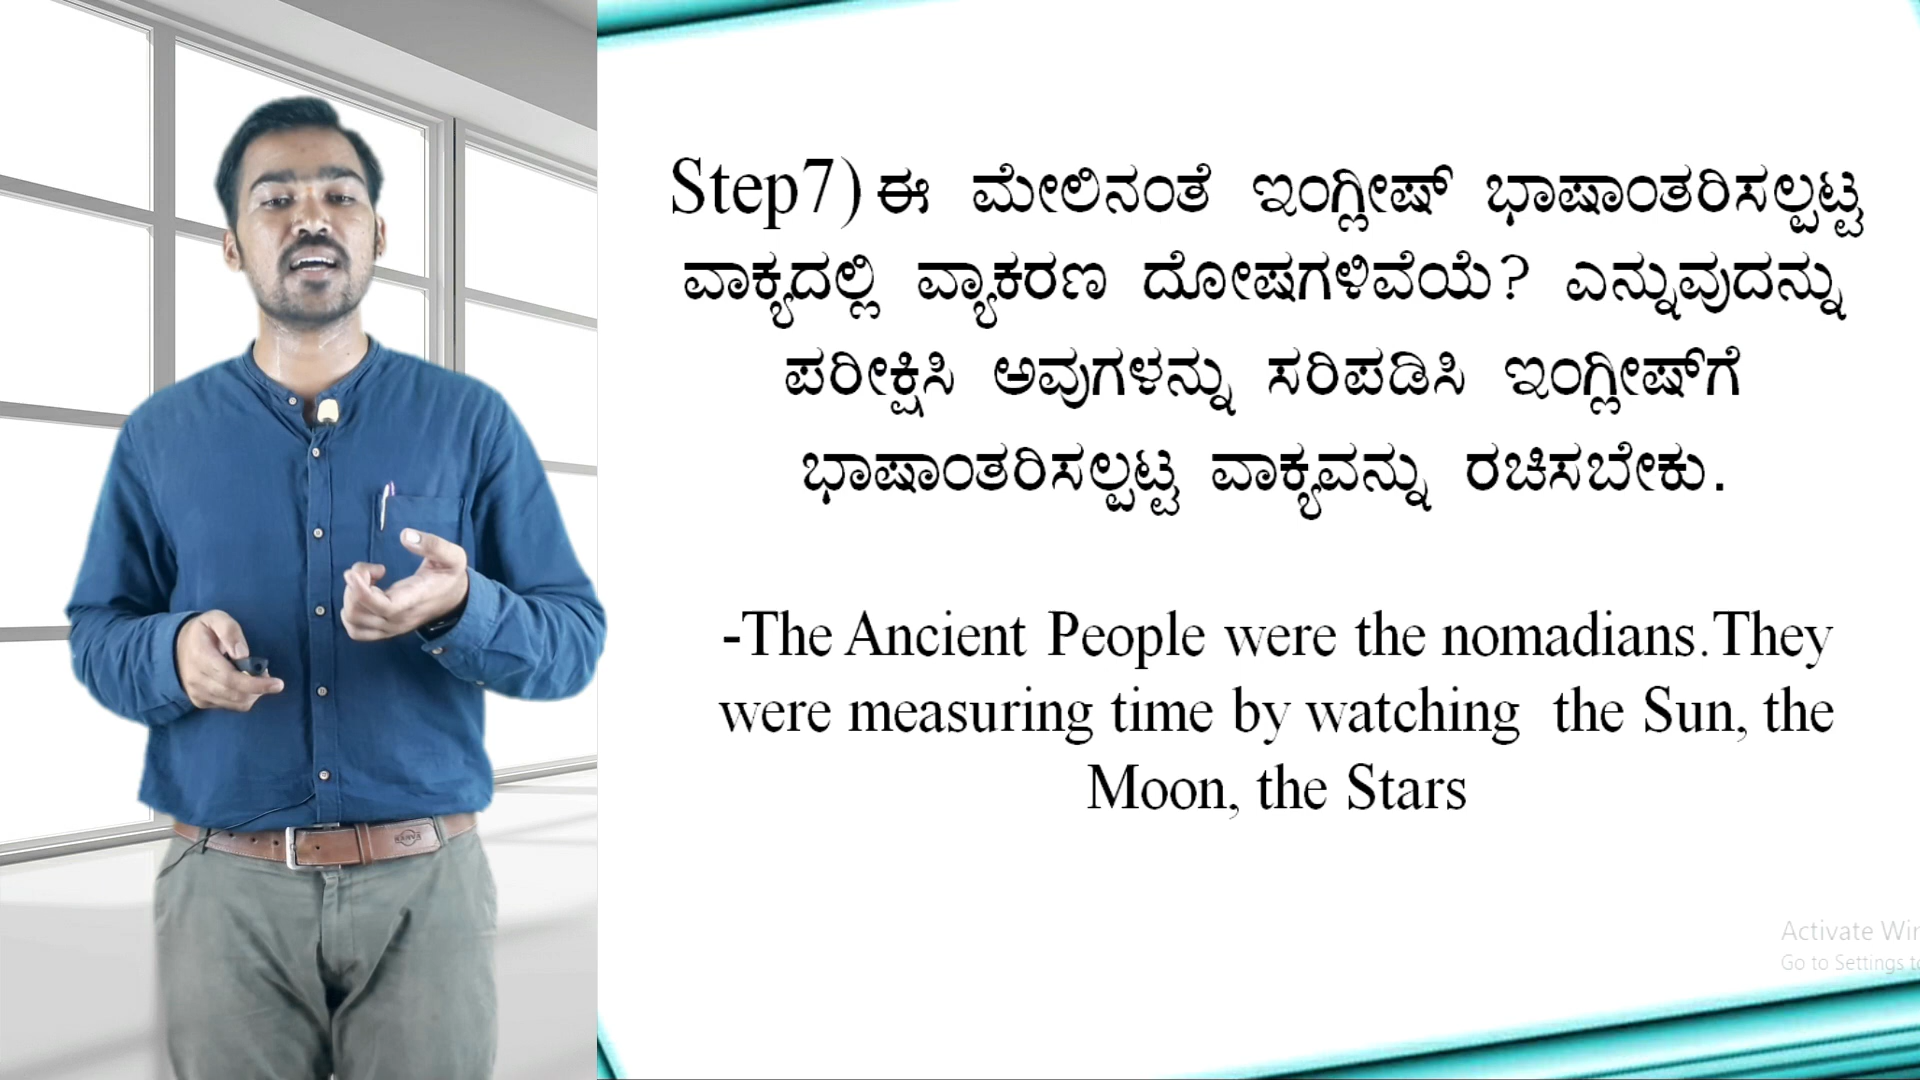 Step7) ಈ ಮೇಲಿನಂತೆ ಇಂಗ್ಲೀಷ್ ಭಾಷಾಂತರಿಸಲ್ಪಟ್ಟ
ವಾಕ್ಯದಲ್ಲಿ ವ್ಯಾಕರಣ ದೋಷಗಳಿವೆಯೆ? ಎನ್ನುವುದನ್ನು
ಪರೀಕ್ಷಿಸಿ ಅವುಗಳನ್ನು ಸರಿಪಡಿಸಿ ಇಂಗ್ಲೀಷ್‌ಗೆ
ಭಾಷಾಂತರಿಸಲ್ಪಟ್ಟ ವಾಕ್ಯವನ್ನು ರಚಿಸಬೇಕು.
-The Ancient People were the nomadians.They
were measuring time by watching the Sun, the
Moon, the Stars
Activate Win
Go to Settings